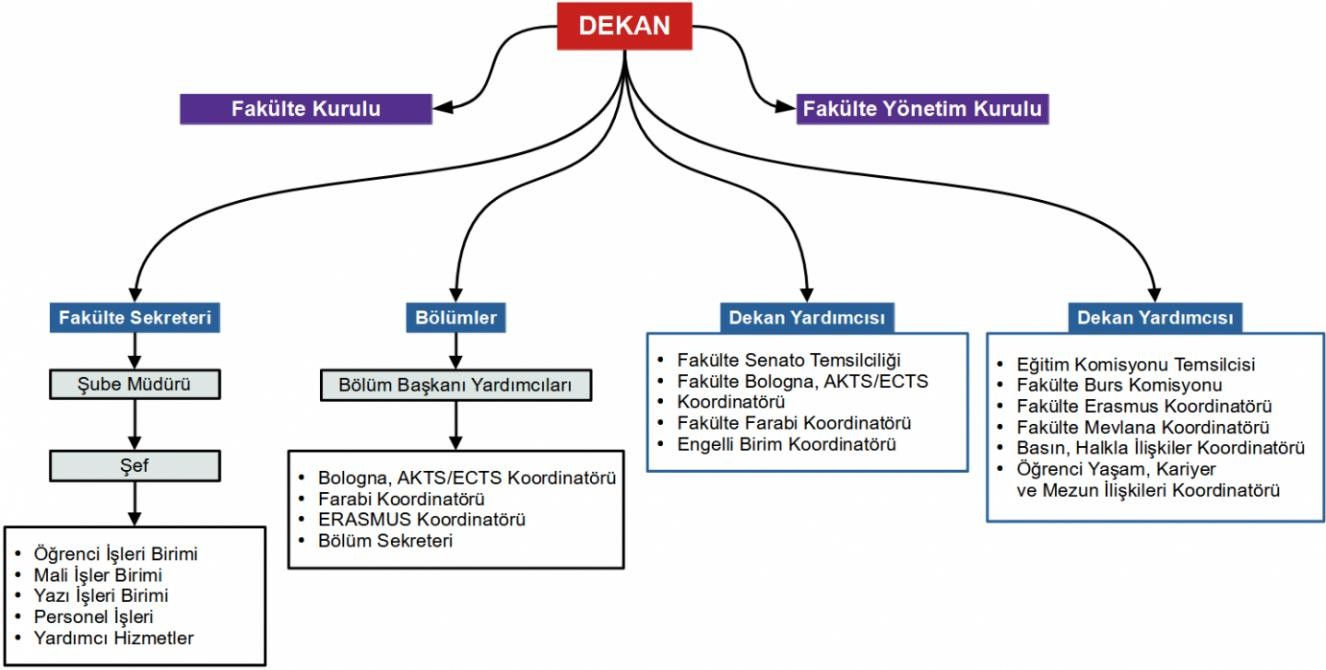 DEKAN
Fakülte Kurulu
Fakülte Yönetim Kurulu
Fakülte Sekreteri
Şube Müdürü
Şef
• Öğrenci İşleri Birimi
• Mali İşler Birimi
• Yazı İşleri Birimi
• Personel İşleri
• Yardımcı Hizmetler
Bölümler
Bölüm Başkanı Yardımcıları
• Bologna, AKTS/ECTS Koordinatörü
• Farabi Koordinatörü
• ERASMUS Koordinatörü
• Bölüm Sekreteri
Dekan Yardımcısı
• Fakülte Senato Temsilciliği
• Fakülte Bologna, AKTS/ECTS
• Koordinatörü
• Fakülte Farabi Koordinatörü
• Engelli Birim Koordinatörü
Dekan Yardımcısı
• Eğitim Komisyonu Temsilcisi
• Fakülte Burs Komisyonu
• Fakülte Erasmus Koordinatörü
• Fakülte Mevlana Koordinatörü
• Basın, Halkla İlişkiler Koordinatörü
• Öğrenci Yaşam, Kariyer
ve Mezun İlişkileri Koordinatörü